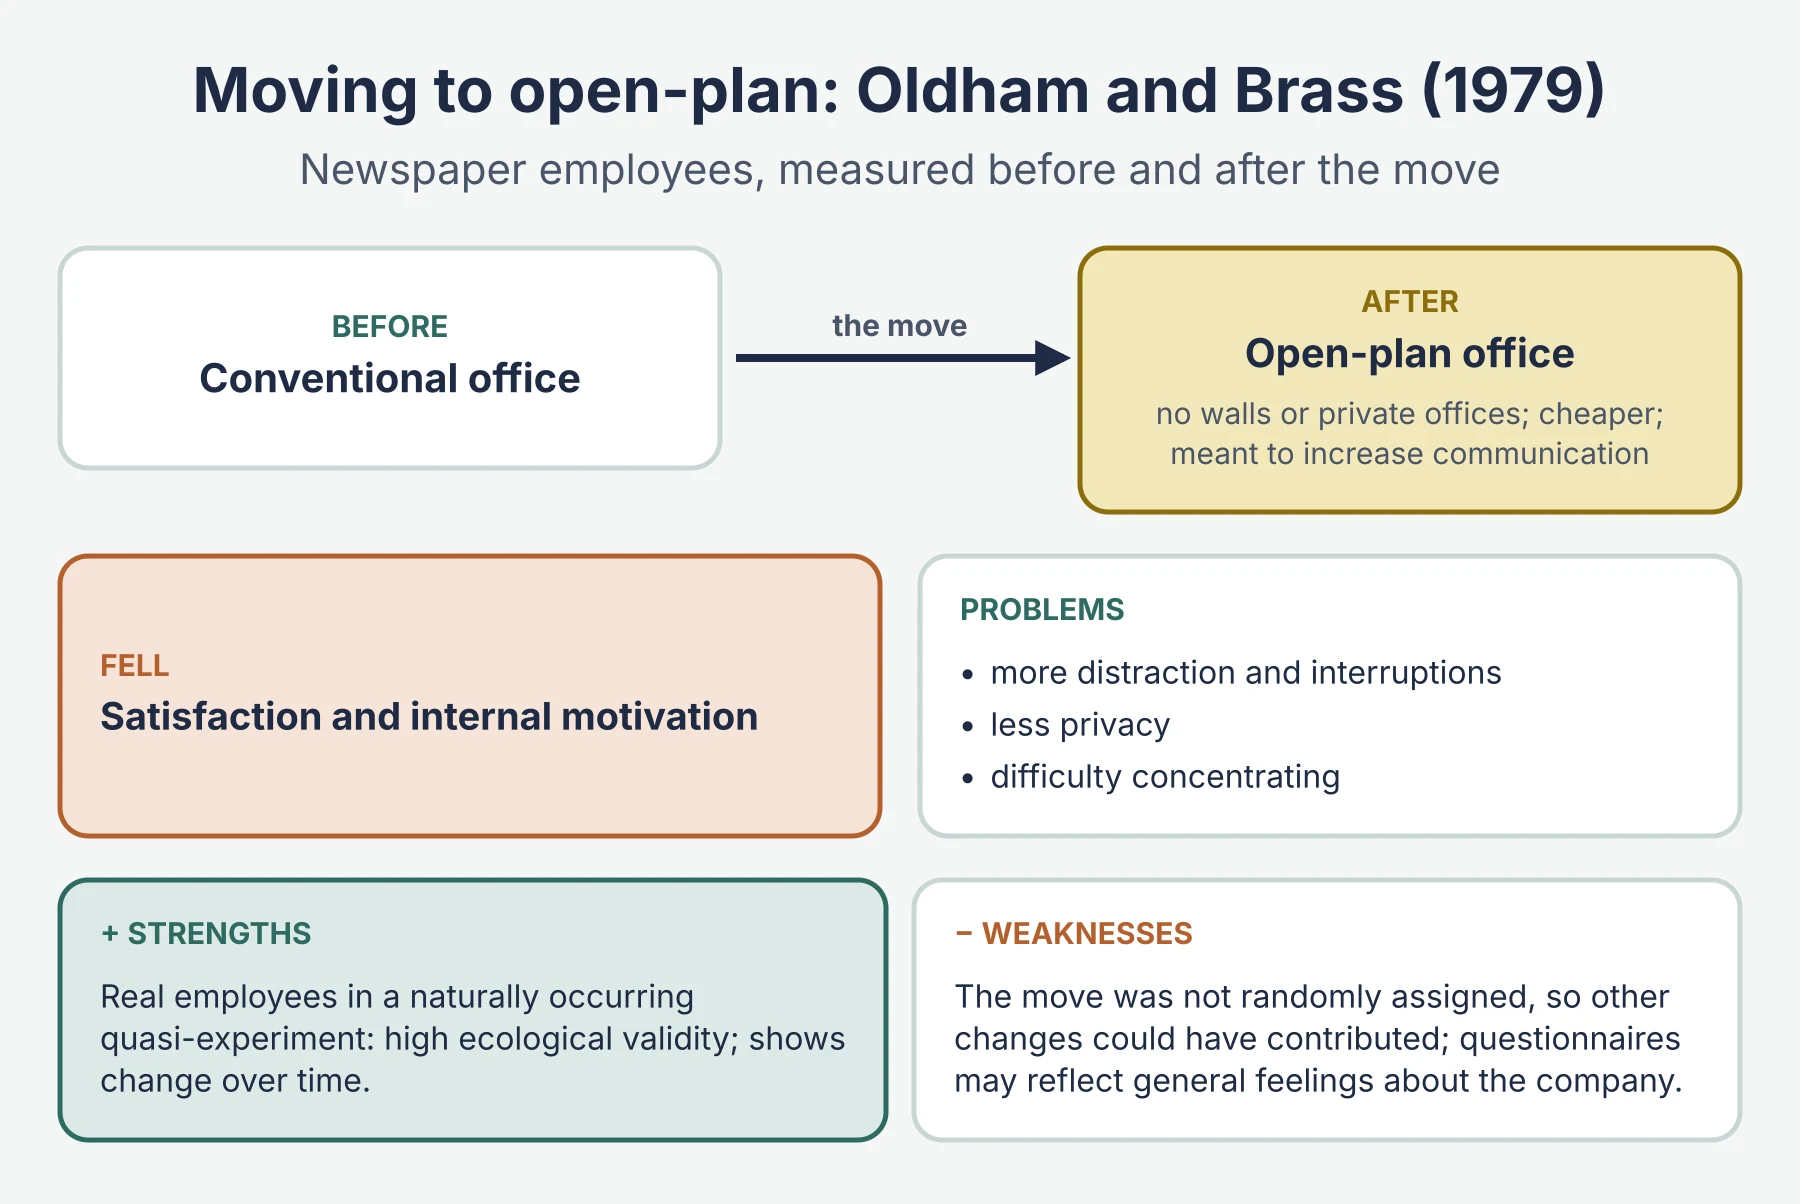 Moving to open-plan: Oldham and Brass (1979)
Newspaper employees, measured before and after the move
BEFORE
Conventional office
the move
AFTER
Open-plan office
no walls or private offices; cheaper;
meant to increase communication
FELL
Satisfaction and internal motivation
PROBLEMS
• more distraction and interruptions
• less privacy
• difficulty concentrating
+ STRENGTHS
Real employees in a naturally occurring
quasi-experiment: high ecological validity; shows
change over time.
− WEAKNESSES
The move was not randomly assigned, so other
changes could have contributed; questionnaires
may reflect general feelings about the company.